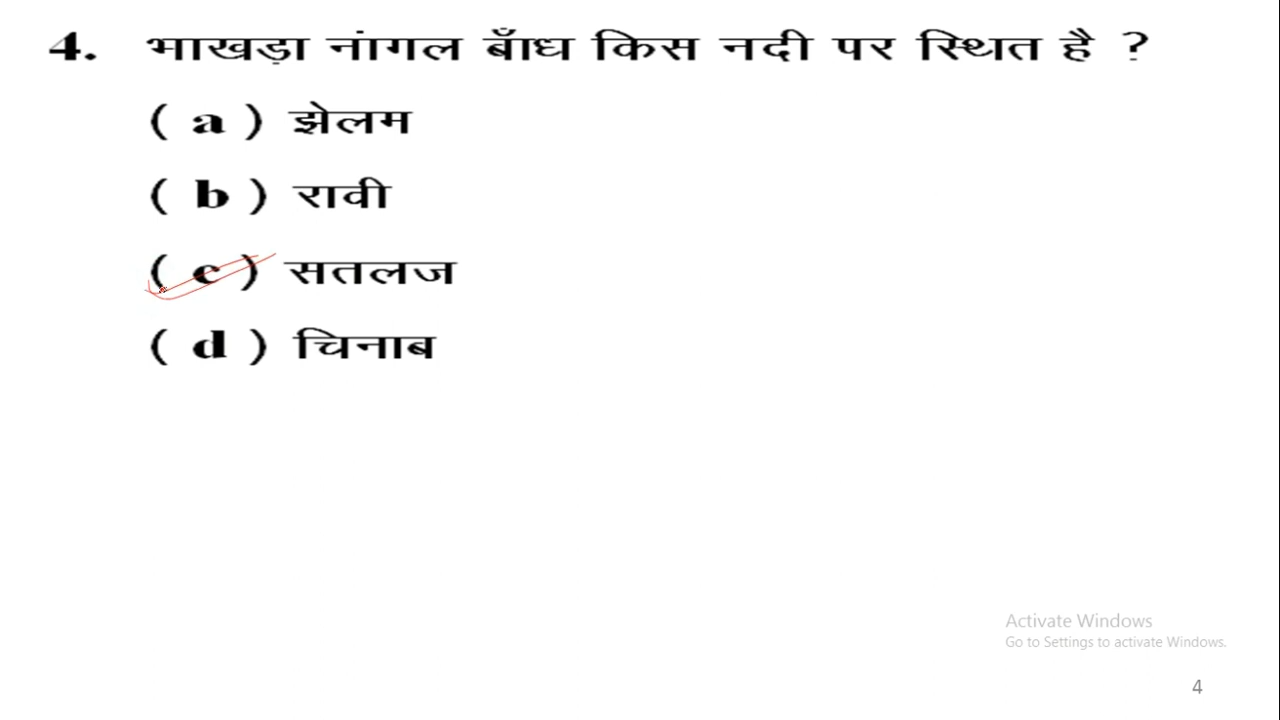 4. भाखड़ा नांगल बाँध किस नदी पर स्थित है ?
( a ) झेलम
( b ) रावी
( c ) सतलज
( d ) चिनाब
Activate Windows
Go to Settings to activate Windows.
4